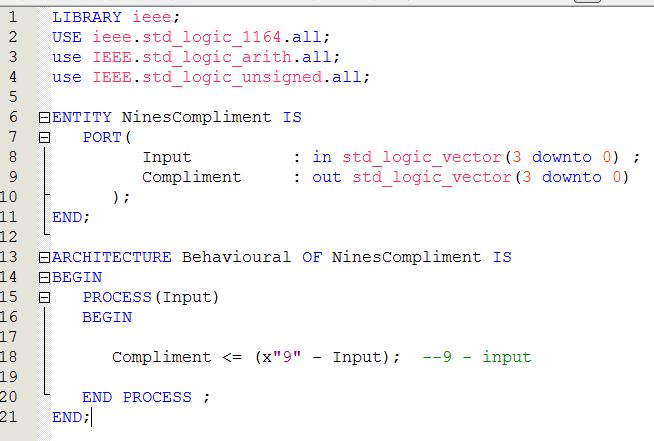 1 LIBRARY ieee;
2 USE ieee.std_logic_1164.all;
3 use IEEE.std_logic_arith.all;
4 use IEEE.std_logic_unsigned.all;
5
6 ENTITY NinesCompliment IS
7 PORT(
8 Input : in std_logic_vector(3 downto 0) ;
9 Compliment : out std_logic_vector(3 downto 0)
10 );
11 END;
12
13 ARCHITECTURE Behavioural OF NinesCompliment IS
14 BEGIN
15 PROCESS(Input)
16 BEGIN
17
18 Compliment <= (x"9" - Input); --9 - input
19
20 END PROCESS ;
21 END;